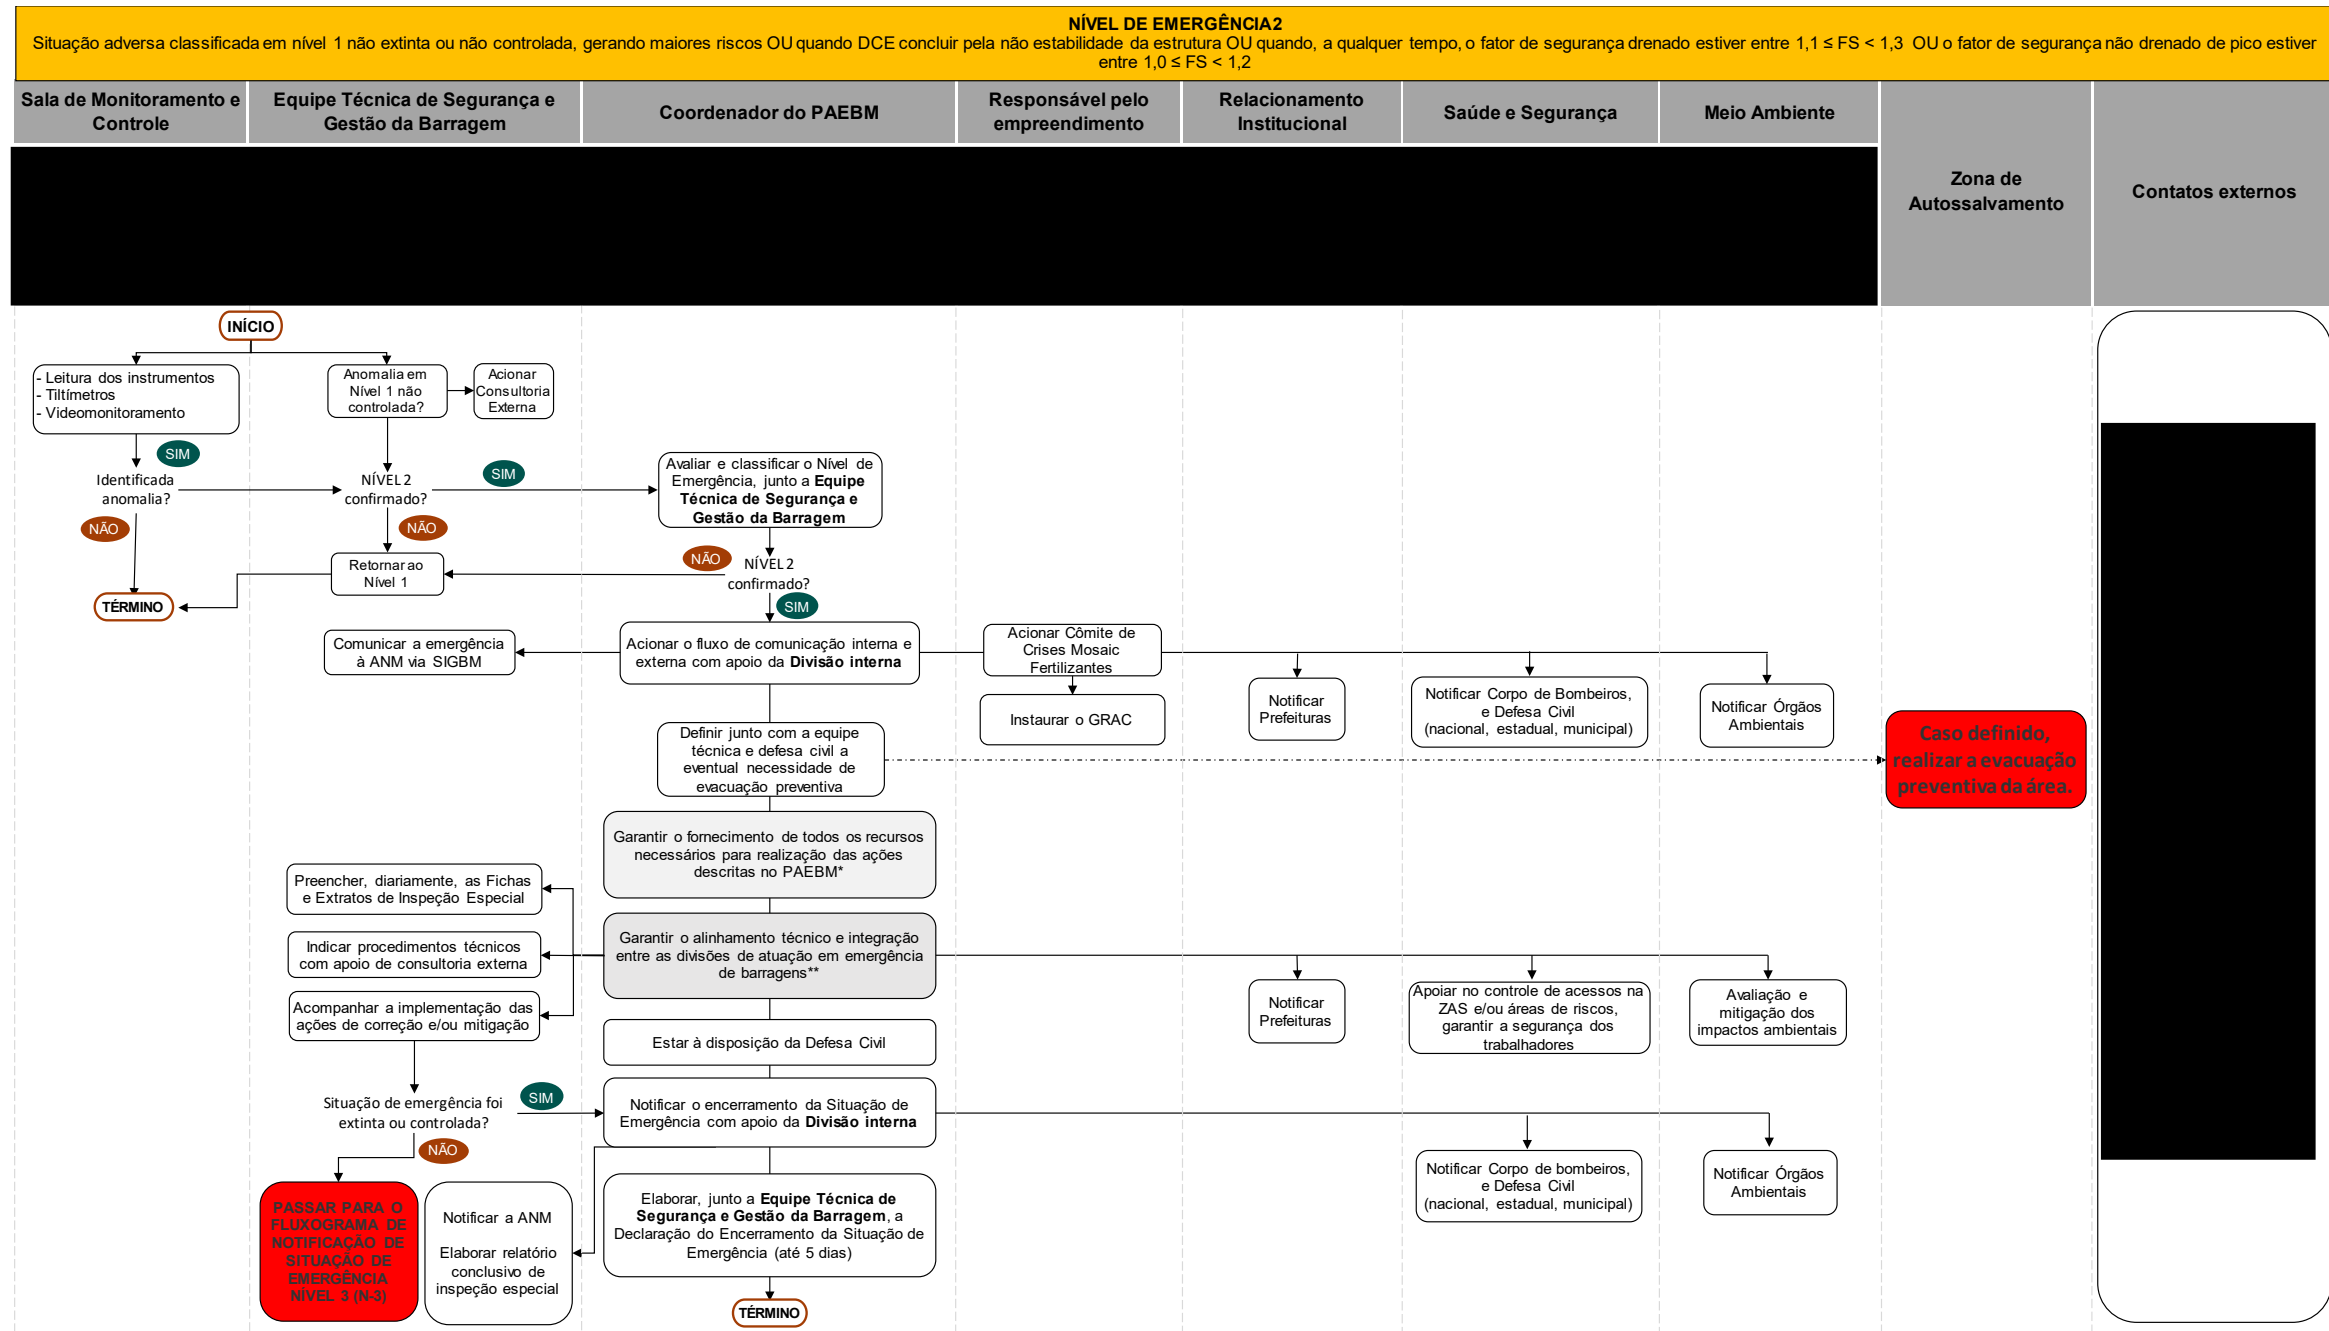 NÍVEL DE EMERGÊNCIA2
Situação adversa classificada em nível 1 não extinta ou não controlada, gerando maiores riscos OU quando DCE concluir pela não estabilidade da estrutura OU quando, a qualquer tempo, o fator de segurança drenado estiver entre 1,1 ≤ FS < 1,3 OU o fator de segurança não drenado de pico estiver
entre 1,0 ≤ FS < 1,2
Sala de Monitoramento e
Controle
Equipe Técnica de Segurança e
Gestão da Barragem
Coordenador do PAEBM
Responsável pelo
empreendimento
Relacionamento
Institucional
Saúde e Segurança
Meio Ambiente
Zona de
Autossalvamento
Contatos externos
INÍCIO
- Leitura dos instrumentos
- Tiltímetros
- Videomonitoramento
Anomalia em
Nível 1 não
controlada?
Acionar
Consultoria
Externa
SIM
Identificada
anomalia?
NÃO
NÍVEL 2
confirmado?
SIM
NÃO
Avaliar e classificar o Nível de
Emergência, junto a Equipe
Técnica de Segurança e
Gestão da Barragem
Retornar ao
Nível 1
NÃO
NÍVEL 2
confirmado?
SIM
TÉRMINO
Comunicar a emergência
à ANM via SIGBM
Acionar o fluxo de comunicação interna e
externa com apoio da Divisão interna
Acionar Cômite de
Crises Mosaic
Fertilizantes
Instaurar o GRAC
Notificar
Prefeituras
Notificar Corpo de Bombeiros,
e Defesa Civil
(nacional, estadual, municipal)
Notificar Órgãos
Ambientais
Definir junto com a equipe
técnica e defesa civil a
eventual necessidade de
evacuação preventiva
Caso definido,
realizar a evacuação
preventiva da área.
Garantir o fornecimento de todos os recursos
necessários para realização das ações
descritas no PAEBM*
Preencher, diariamente, as Fichas
e Extratos de Inspeção Especial
Indicar procedimentos técnicos
com apoio de consultoria externa
Acompanhar a implementação das
ações de correção e/ou mitigação
Garantir o alinhamento técnico e integração
entre as divisões de atuação em emergência
de barragens**
Notificar
Prefeituras
Apoiar no controle de acessos na
ZAS e/ou áreas de riscos,
garantir a segurança dos
trabalhadores
Avaliação e
mitigação dos
impactos ambientais
Estar à disposição da Defesa Civil
Situação de emergência foi
extinta ou controlada?
SIM
NÃO
Notificar o encerramento da Situação de
Emergência com apoio da Divisão interna
Notificar Corpo de bombeiros,
e Defesa Civil
(nacional, estadual, municipal)
Notificar Órgãos
Ambientais
PASSAR PARA O
FLUXOGRAMA DE
NOTIFICAÇÃO DE
SITUAÇÃO DE
EMERGÊNCIA
NÍVEL 3 (N-3)
Notificar a ANM
Elaborar relatório
conclusivo de
inspeção especial
Elaborar, junto a Equipe Técnica de
Segurança e Gestão da Barragem, a
Declaração do Encerramento da Situação de
Emergência (até 5 dias)
TÉRMINO